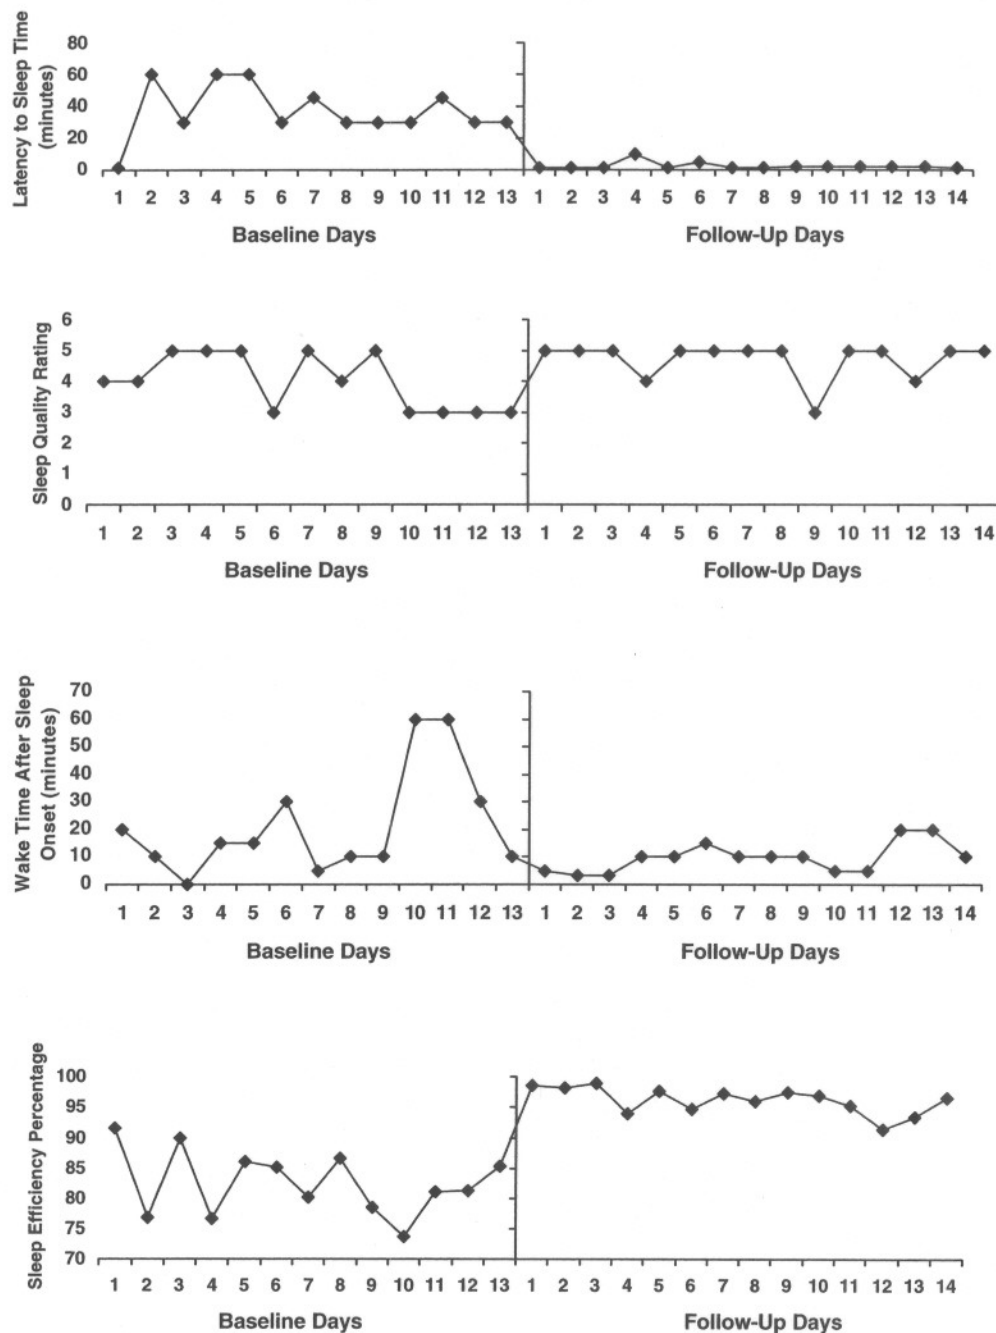 Latency to Sleep Time
(minutes)
80
60
40
20
0
1 2 3 4 5 6 7 8 9 10 11 12 13 1 2 3 4 5 6 7 8 9 10 11 12 13 14
Baseline Days Follow-Up Days
Sleep Quality Rating
6
5
4
3
2
1
0
1 2 3 4 5 6 7 8 9 10 11 12 13 1 2 3 4 5 6 7 8 9 10 11 12 13 14
Baseline Days Follow-Up Days
Wake Time After Sleep
Onset (minutes)
70
60
50
40
30
20
10
0
1 2 3 4 5 6 7 8 9 10 11 12 13 1 2 3 4 5 6 7 8 9 10 11 12 13 14
Baseline Days Follow-Up Days
Sleep Efficiency Percentage
100
95
90
85
80
75
70
1 2 3 4 5 6 7 8 9 10 11 12 13 1 2 3 4 5 6 7 8 9 10 11 12 13 14
Baseline Days Follow-Up Days